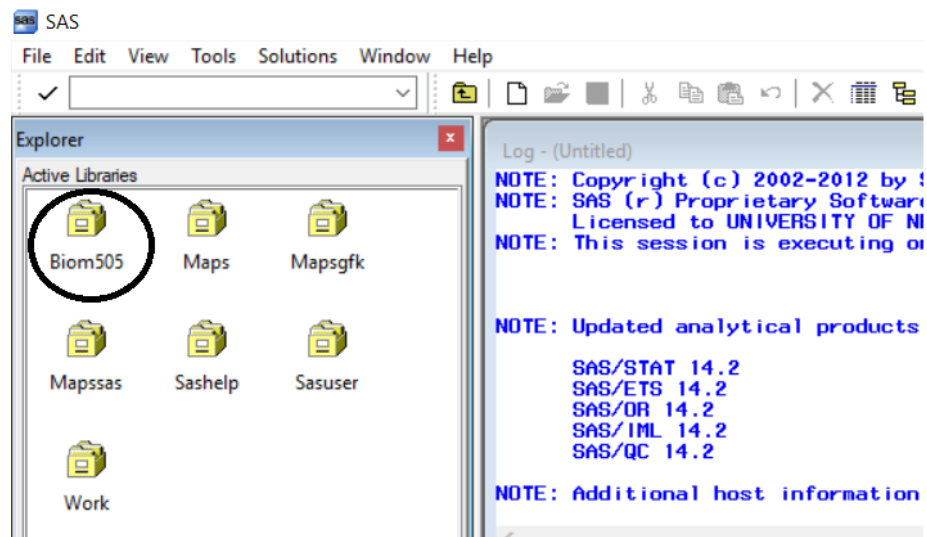 sas SAS
File Edit View Tools Solutions Window Help
Explorer
Active Libraries
Biom505 Maps Mapsgfk
Mapssas Sashelp Sasuser
Work
Log - (Untitled)
NOTE: Copyright (c) 2002-2012 by
NOTE: SAS (r) Proprietary Software
Licensed to UNIVERSITY OF
NOTE: This session is executing
NOTE: Updated analytical products
SAS/STAT 14.2
SAS/ETS 14.2
SAS/OR 14.2
SAS/IML 14.2
SAS/QC 14.2
NOTE: Additional host information